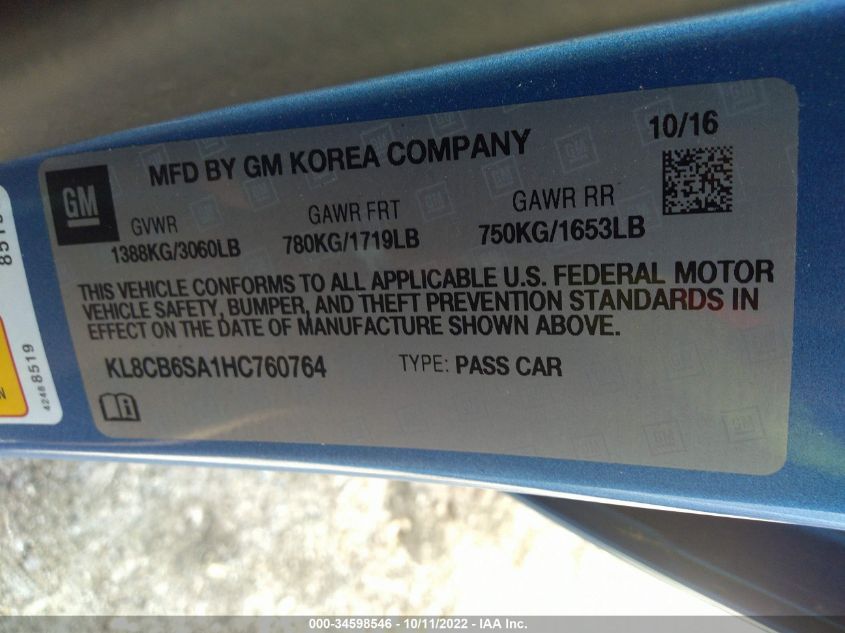 MFD BY GM KOREA COMPANY
10/16
GM
GVWR
GAWR FRT
GAWR RR
1388KG/3060LB
780KG/1719LB
750KG/1653LB
THIS VEHICLE CONFORMS TO ALL APPLICABLE U.S. FEDERAL MOTOR
VEHICLE SAFETY, BUMPER, AND THEFT PREVENTION STANDARDS IN
EFFECT ON THE DATE OF MANUFACTURE SHOWN ABOVE.
KL8CB6SA1HC760764
TYPE: PASS CAR
42488519
000-34598546 - 10/11/2022 - IAA Inc.